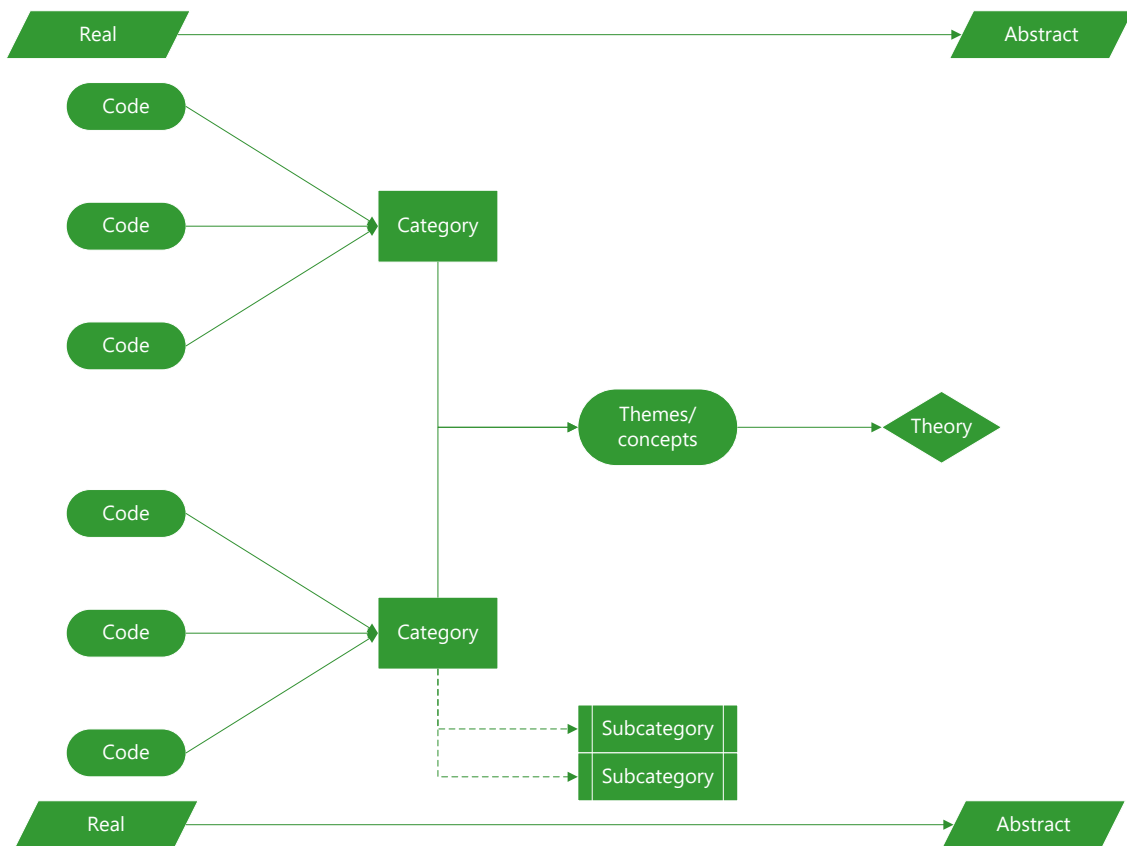 Real
Abstract
Code
Code
Category
Code
Themes/
concepts
Theory
Code
Code
Category
Code
Subcategory
Subcategory
Real
Abstract